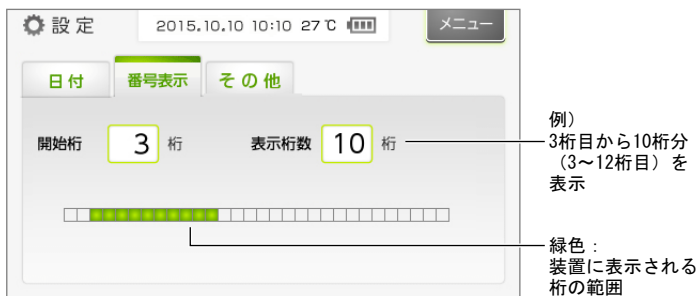 設定
2015.10.10 10:10 27℃
メニュー
日付
番号表示
その他
開始桁 3 桁
表示桁数 10 桁
例）
3桁目から10桁分
（3～12桁目）を
表示
緑色：
装置に表示される
桁の範囲